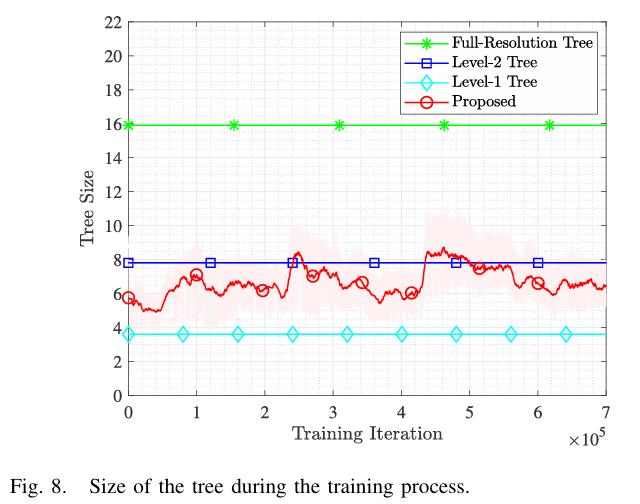 22
20
18
16
14
12
10
8
6
4
2
0
Tree Size
Full-Resolution Tree
Level-2 Tree
Level-1 Tree
Proposed
0 1 2 3 4 5 6 7
Training Iteration
×10⁵
Fig. 8. Size of the tree during the training process.